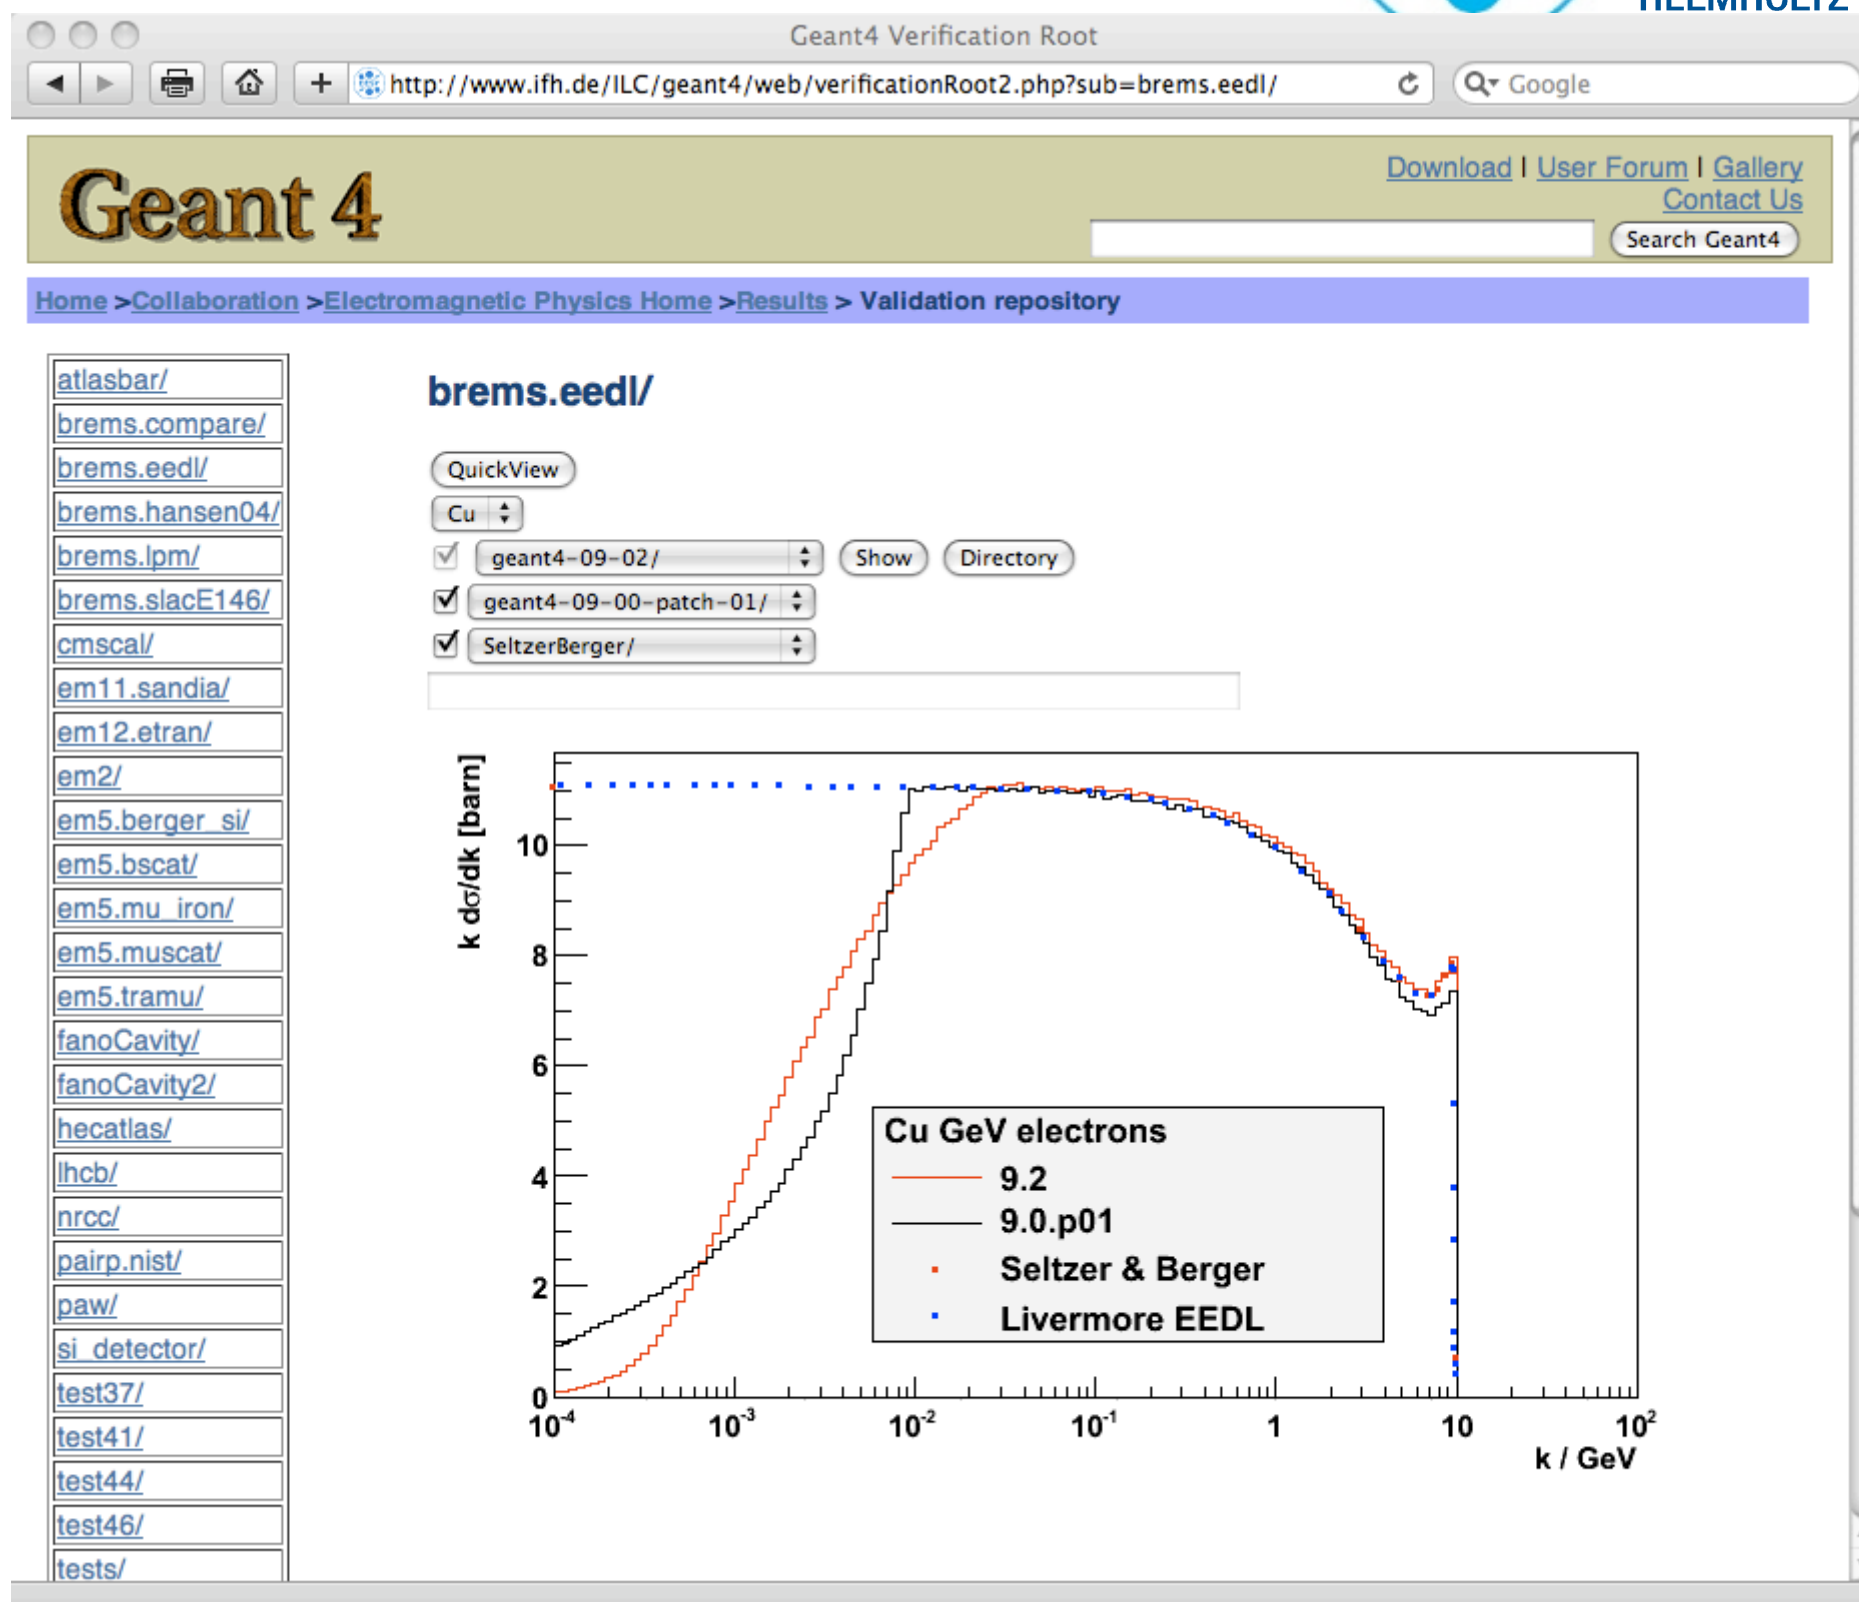 HELMHOLTZ
Geant4 Verification Root
http://www.ifh.de/ILC/geant4/web/verificationRoot2.php?sub=brems.eedl/
Google
Geant 4
Download | User Forum | Gallery
Contact Us
Search Geant4
Home >Collaboration >Electromagnetic Physics Home >Results > Validation repository
atlasbar/
brems.compare/
brems.eedl/
brems.hansen04/
brems.lpm/
brems.slacE146/
cmscal/
em11.sandia/
em12.etran/
em2/
em5.berger_si/
em5.bscat/
em5.mu_iron/
em5.muscat/
em5.tramu/
fanoCavity/
fanoCavity2/
hecatlas/
lhcb/
nrcc/
pairp.nist/
paw/
si_detector/
test37/
test41/
test44/
test46/
tests/
brems.eedl/
QuickView
Cu
geant4-09-02/ Show Directory
geant4-09-00-patch-01/
SeltzerBerger/
k dσ/dk [barn]
10
8
6
4
2
0
Cu GeV electrons
9.2
9.0.p01
Seltzer & Berger
Livermore EEDL
10⁻⁴ 10⁻³ 10⁻² 10⁻¹ 1 10 10²
k / GeV